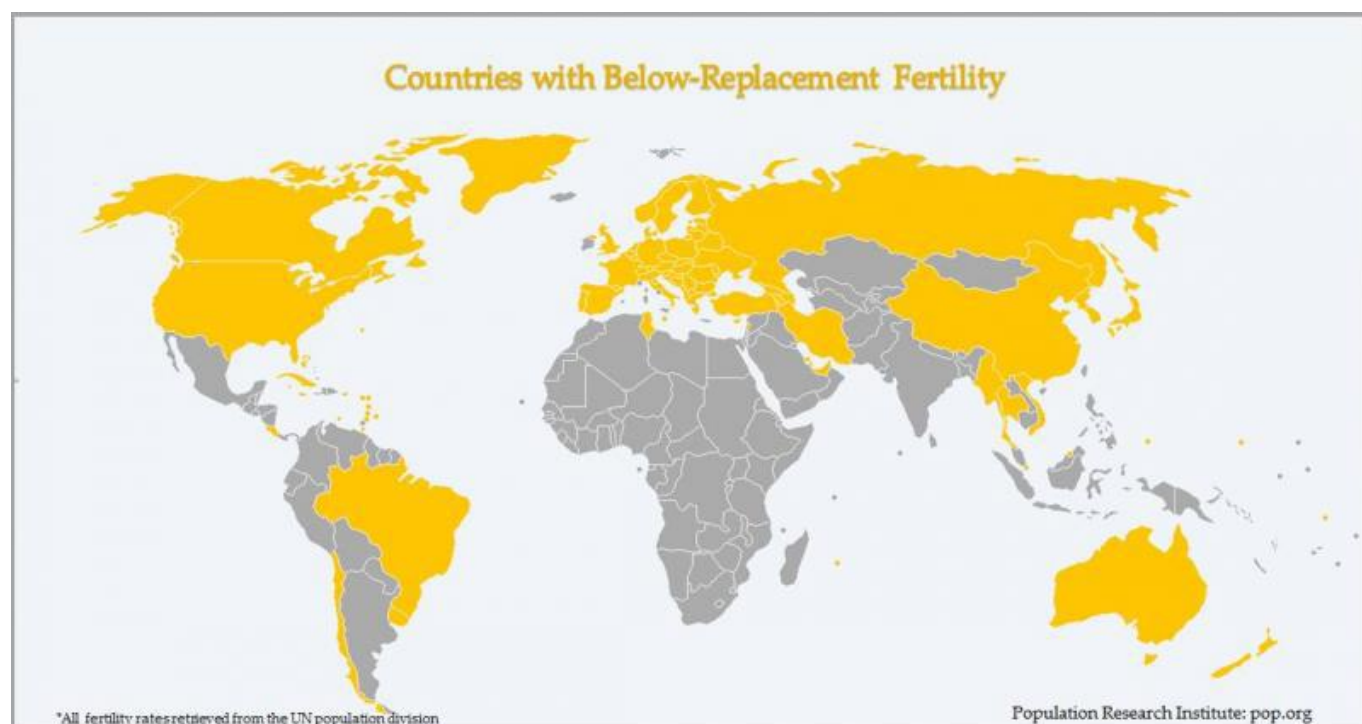 Countries with Below-Replacement Fertility
*All fertility rates retrieved from the UN population division
Population Research Institute: pop.org